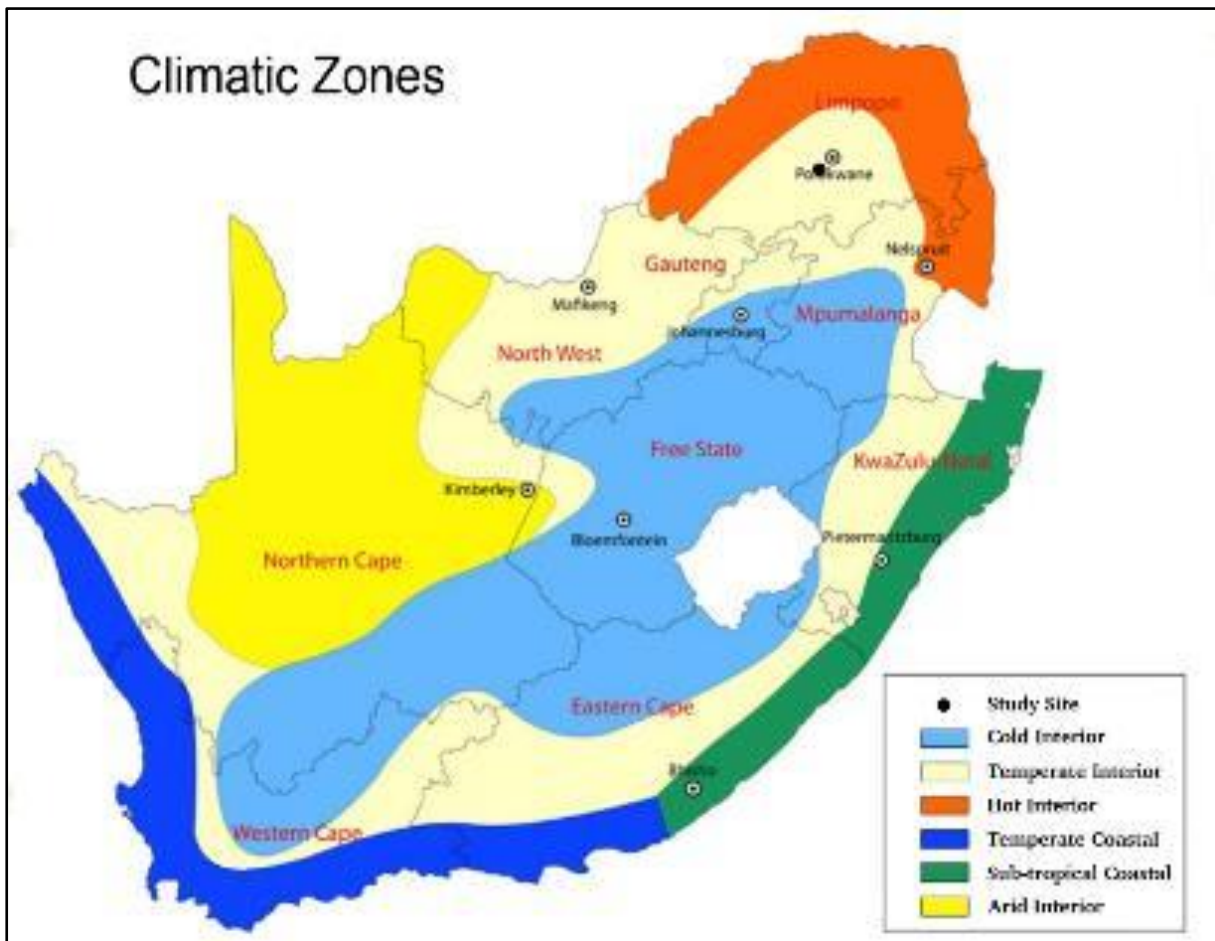 Climatic Zones
Limpopo
Polokwane
Nelspruit
Gauteng
Mafikeng
Mpumalanga
Johannesburg
North West
Free State
KwaZulu-Natal
Kimberley
Bloemfontein
Pietermaritzburg
Northern Cape
Eastern Cape
Bhisho
Western Cape
Study Site
Cold Interior
Temperate Interior
Hot Interior
Temperate Coastal
Sub-tropical Coastal
Arid Interior